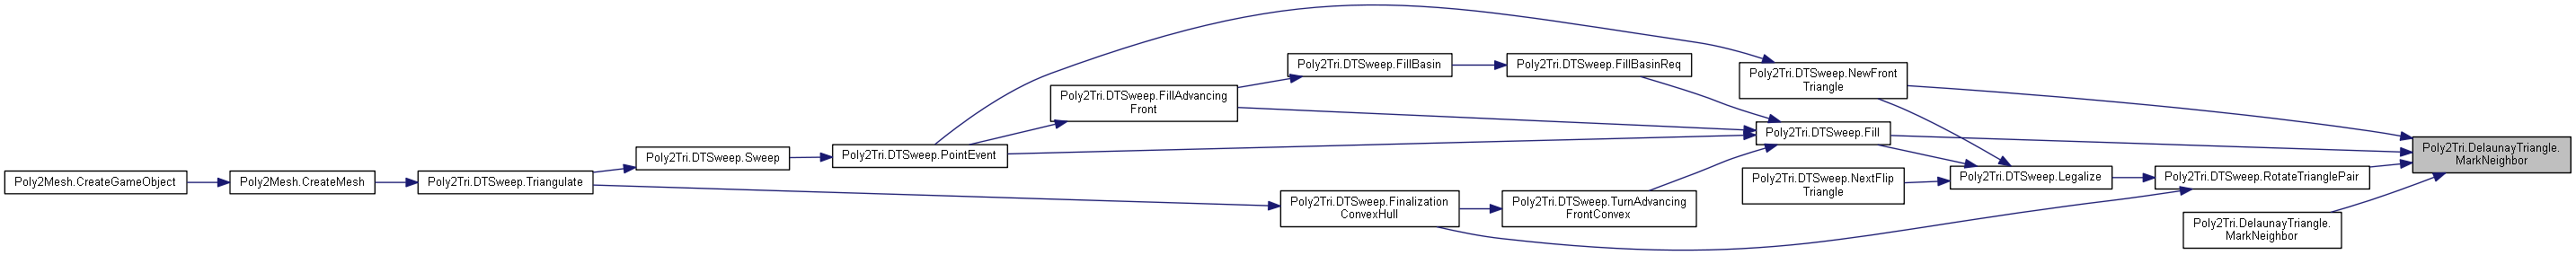 Poly2Mesh.CreateGameObject
Poly2Mesh.CreateMesh
Poly2Tri.DTSweep.Triangulate
Poly2Tri.DTSweep.Sweep
Poly2Tri.DTSweep.PointEvent
Poly2Tri.DTSweep.FillAdvancing
Front
Poly2Tri.DTSweep.FillBasin
Poly2Tri.DTSweep.Finalization
ConvexHull
Poly2Tri.DTSweep.FillBasinReq
Poly2Tri.DTSweep.TurnAdvancing
FrontConvex
Poly2Tri.DTSweep.NewFront
Triangle
Poly2Tri.DTSweep.Fill
Poly2Tri.DTSweep.NextFlip
Triangle
Poly2Tri.DTSweep.Legalize
Poly2Tri.DTSweep.RotateTrianglePair
Poly2Tri.DelaunayTriangle.
MarkNeighbor
Poly2Tri.DelaunayTriangle.
MarkNeighbor